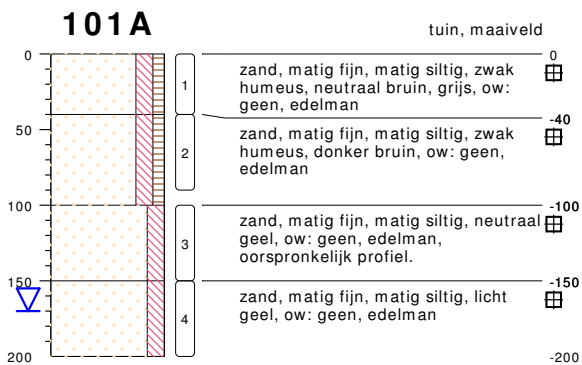 101A
tuin, maaiveld
0
0
1
zand, matig fijn, matig siltig, zwak
humeus, neutraal bruin, grijs, ow:
geen, edelman
-40
50
2
zand, matig fijn, matig siltig, zwak
humeus, donker bruin, ow: geen,
edelman
100
-100
3
zand, matig fijn, matig siltig, neutraal
geel, ow: geen, edelman,
oorspronkelijk profiel.
150
-150
4
zand, matig fijn, matig siltig, licht
geel, ow: geen, edelman
200
-200